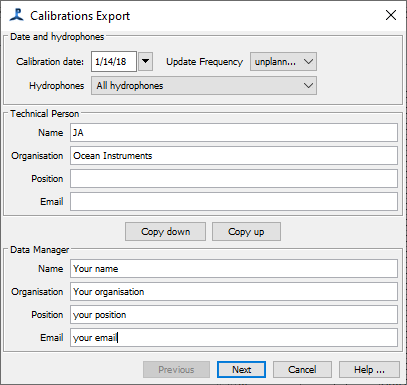 Calibrations Export
Date and hydrophones
Calibration date: 1/14/18 Update Frequency unplann...
Hydrophones All hydrophones
Technical Person
Name JA
Organisation Ocean Instruments
Position
Email
Copy down Copy up
Data Manager
Name Your name
Organisation Your organisation
Position your position
Email your email
Previous Next Cancel Help ...